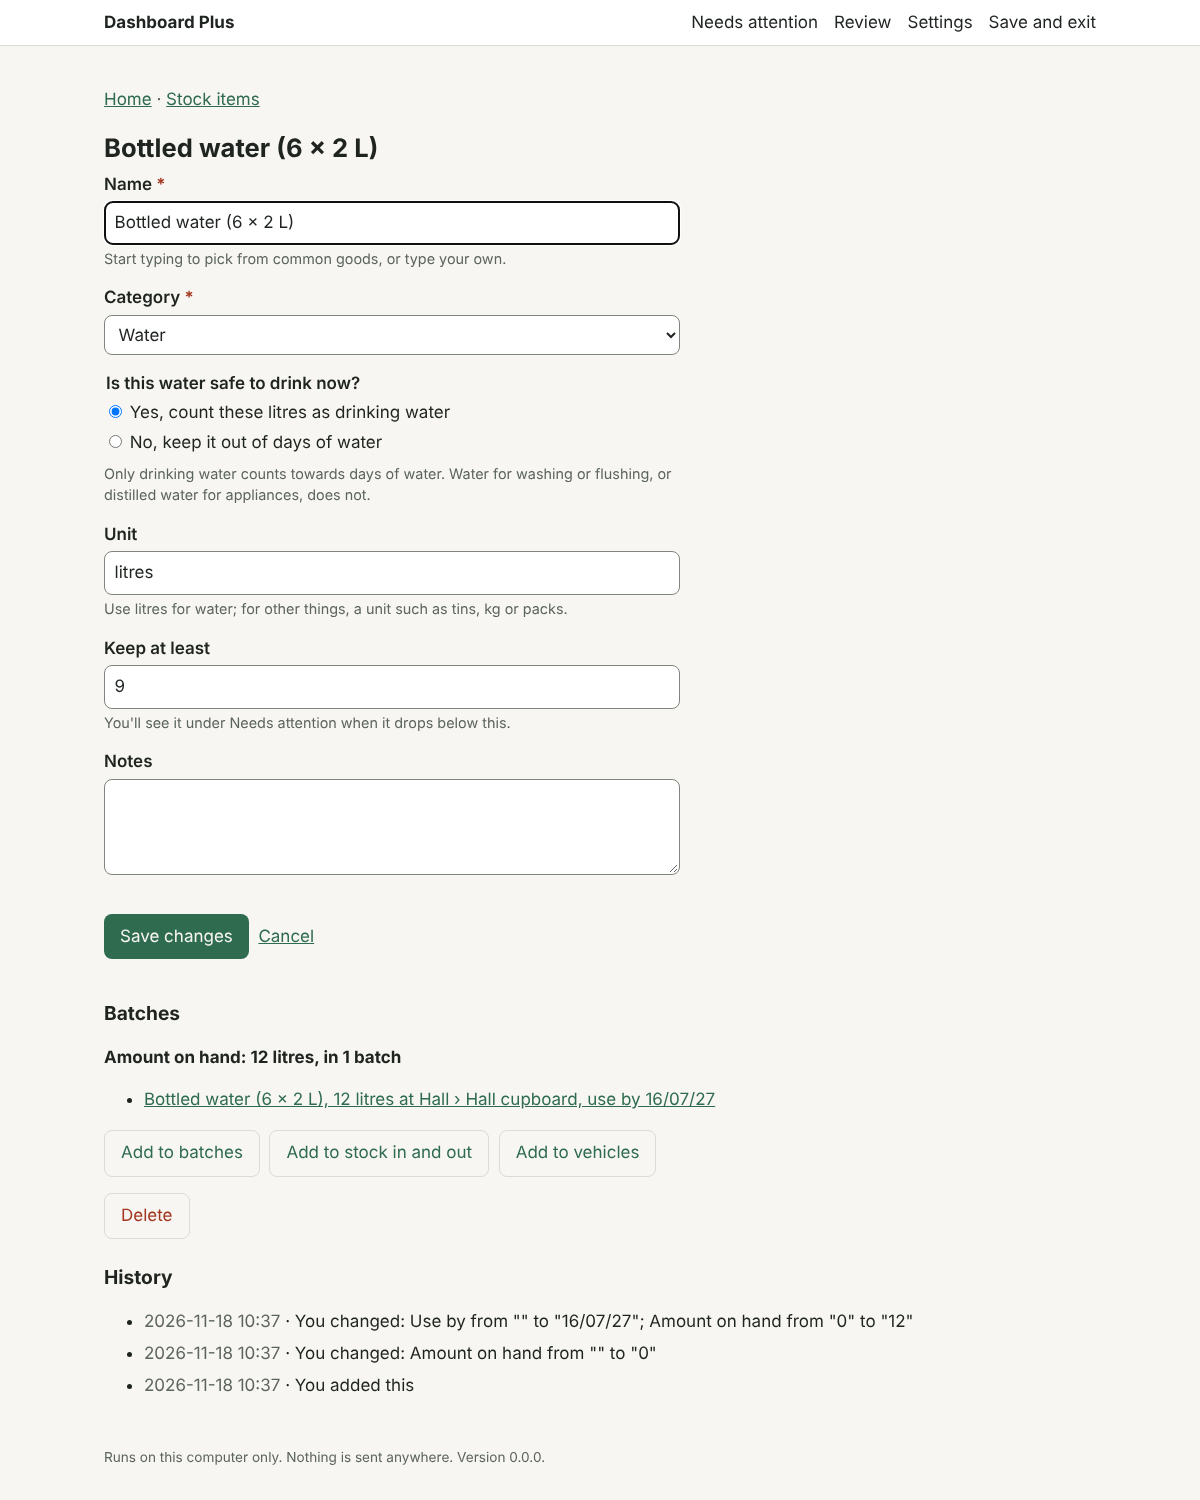 Dashboard Plus
Needs attention Review Settings Save and exit
Home · Stock items
Bottled water (6 × 2 L)
Name *
Bottled water (6 × 2 L)
Start typing to pick from common goods, or type your own.
Category *
Water
Is this water safe to drink now?
Yes, count these litres as drinking water
No, keep it out of days of water
Only drinking water counts towards days of water. Water for washing or flushing, or
distilled water for appliances, does not.
Unit
litres
Use litres for water; for other things, a unit such as tins, kg or packs.
Keep at least
9
You'll see it under Needs attention when it drops below this.
Notes
Save changes Cancel
Batches
Amount on hand: 12 litres, in 1 batch
Bottled water (6 × 2 L), 12 litres at Hall › Hall cupboard, use by 16/07/27
Add to batches Add to stock in and out Add to vehicles
Delete
History
2026-11-18 10:37 · You changed: Use by from "" to "16/07/27"; Amount on hand from "0" to "12"
2026-11-18 10:37 · You changed: Amount on hand from "" to "0"
2026-11-18 10:37 · You added this
Runs on this computer only. Nothing is sent anywhere. Version 0.0.0.